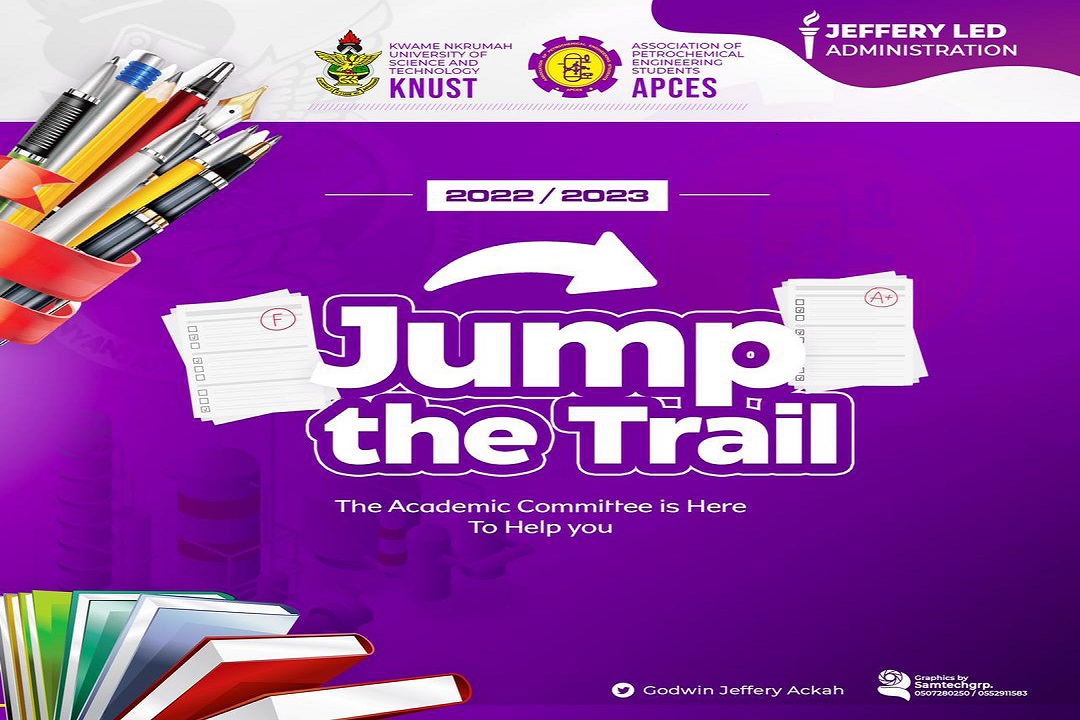 KWAME NKRUMAH
UNIVERSITY OF
SCIENCE AND
TECHNOLOGY
KNUST
ASSOCIATION OF
PETROCHEMICAL
ENGINEERING
STUDENTS
APCES
JEFFERY LED
ADMINISTRATION
2022 / 2023
F
A+
Jump
the Trail
The Academic Committee is Here
To Help you
Godwin Jeffery Ackah
Graphics by
Samtechgrp.
0507280250 / 0552911583